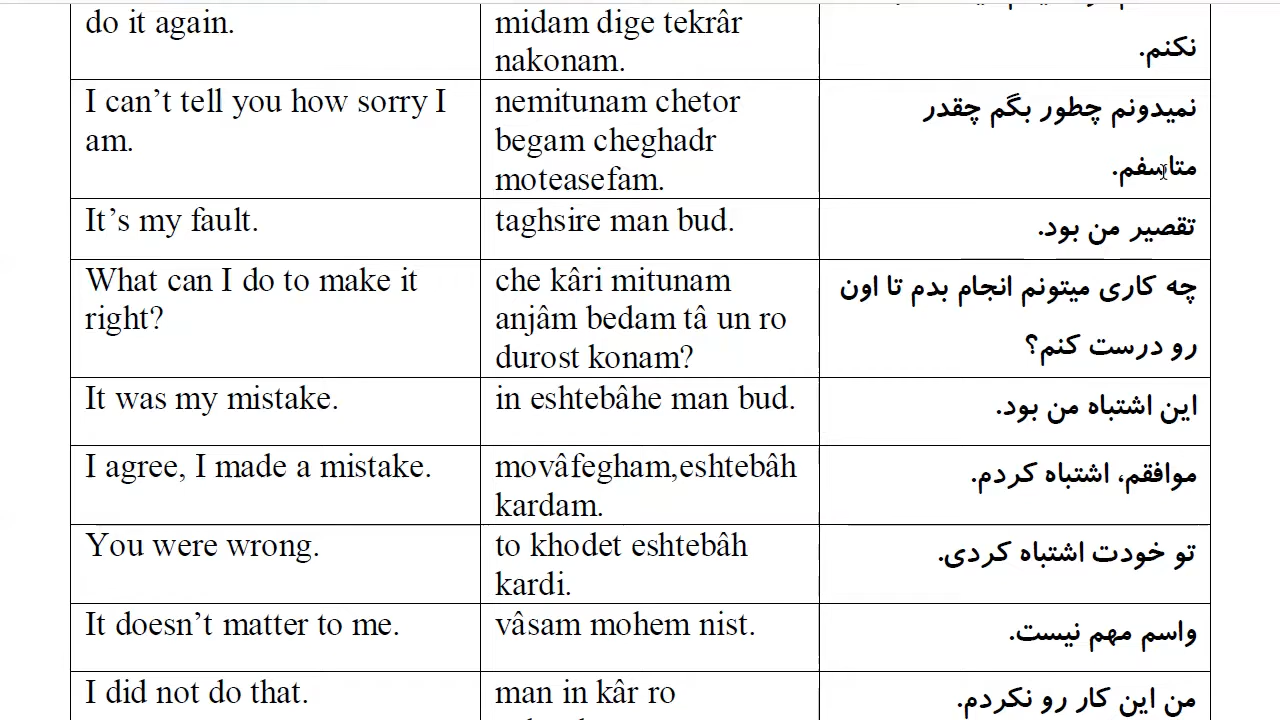 do it again.
midam dige tekrâr
nakonam.
نکنم.
I can’t tell you how sorry I
am.
nemitunam chetor
begam cheghadr
moteasefam.
نمیدونم چطور بگم چقدر
متاسفم.
It’s my fault.
taghsire man bud.
تقصیر من بود.
What can I do to make it
right?
che kâri mitunam
anjâm bedam tâ un ro
durost konam?
چه کاری میتونم انجام بدم تا اون
رو درست کنم؟
It was my mistake.
in eshtebâhe man bud.
این اشتباه من بود.
I agree, I made a mistake.
movâfegham,eshtebâh
kardam.
موافقم، اشتباه کردم.
You were wrong.
to khodet eshtebâh
kardi.
تو خودت اشتباه کردی.
It doesn’t matter to me.
vâsam mohem nist.
واسم مهم نیست.
I did not do that.
man in kâr ro
من این کار رو نکردم.